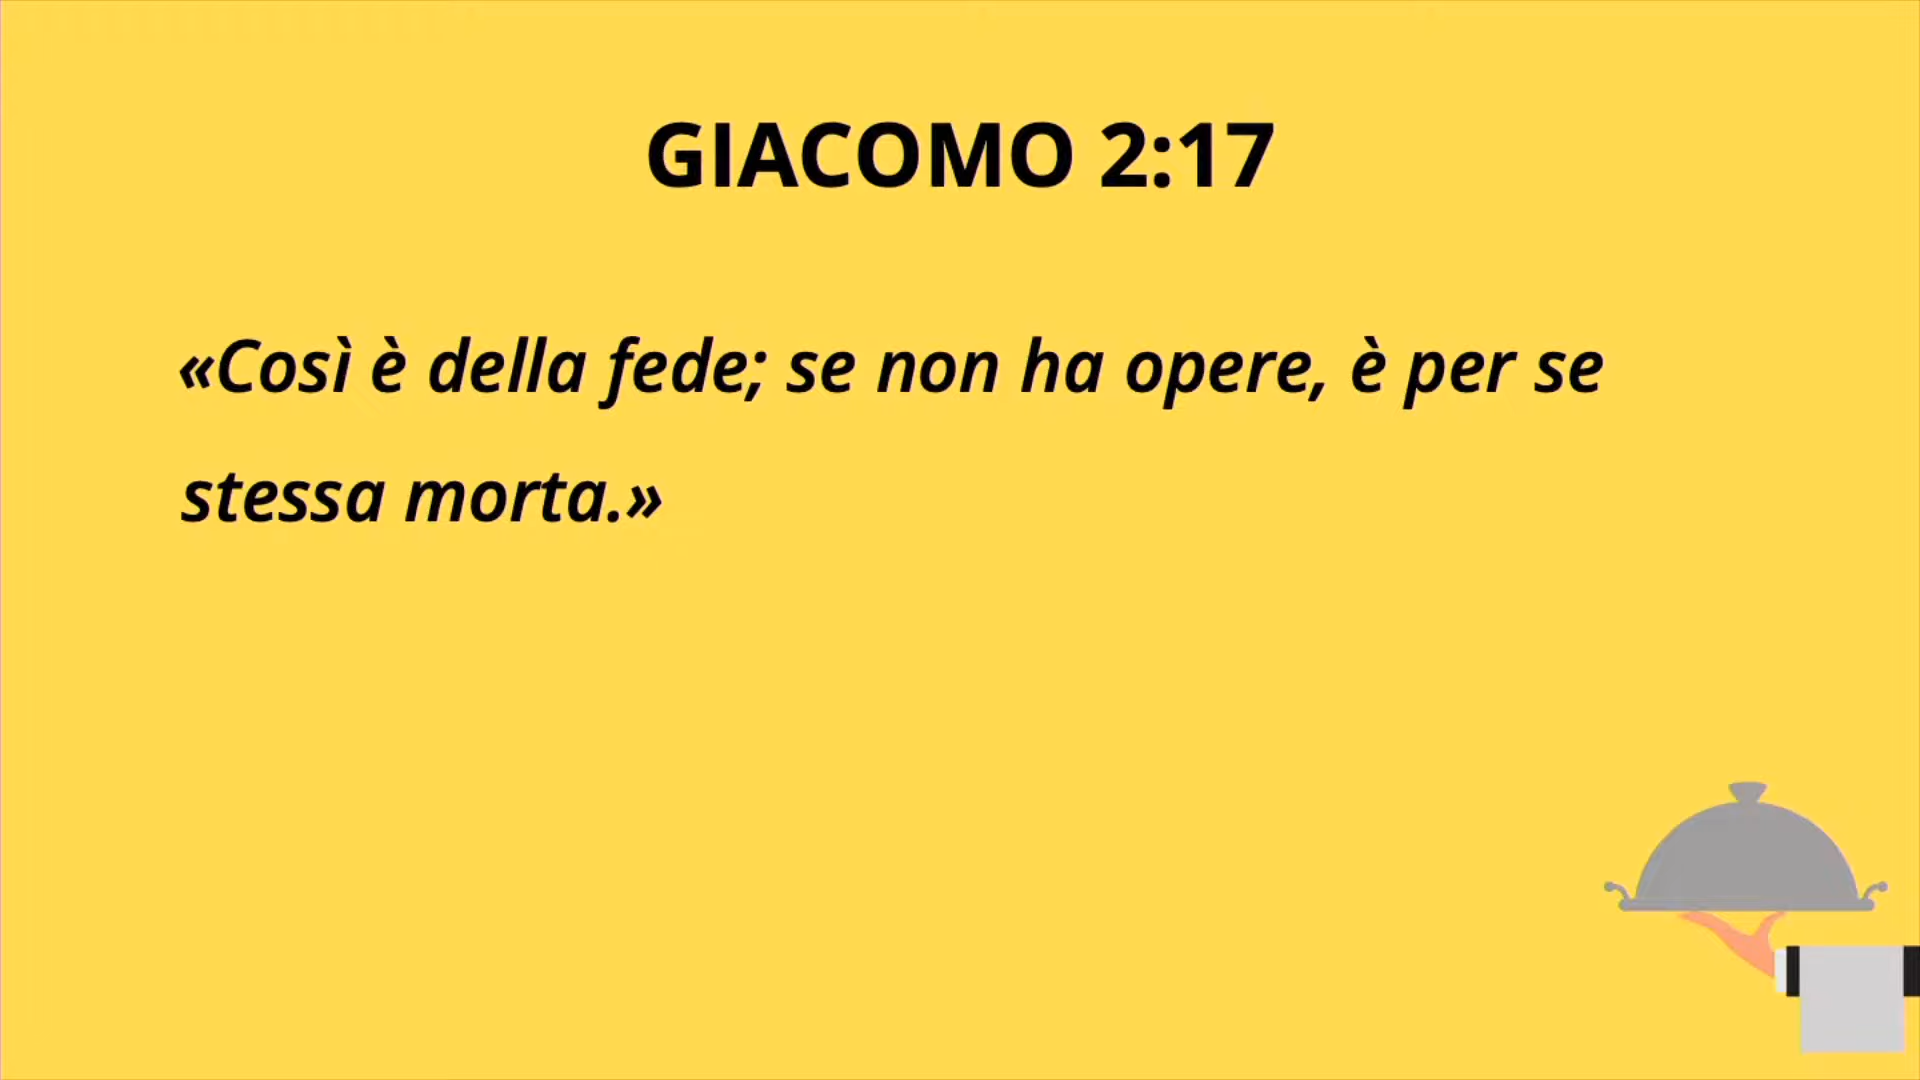 GIACOMO 2:17
«Così è della fede; se non ha opere, è per se
stessa morta.»